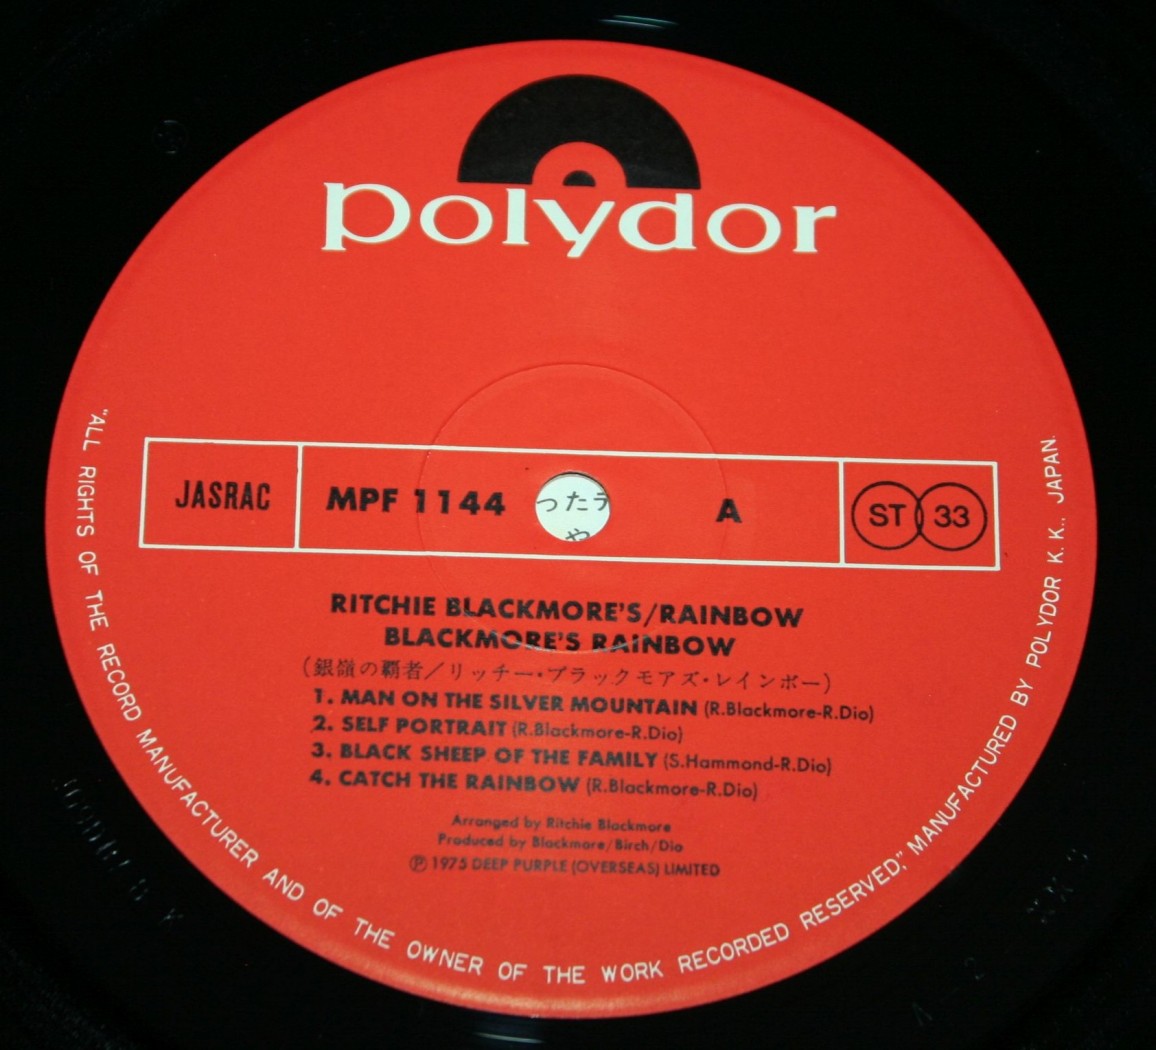 polydor
JASRAC
MPF 1144
A
ST 33
ったう
や
RITCHIE BLACKMORE'S/RAINBOW
BLACKMORE'S RAINBOW
(銀嶺の覇者/リッチー・ブラックモアズ・レインボー)
1. MAN ON THE SILVER MOUNTAIN (R.Blackmore-R.Dio)
2. SELF PORTRAIT (R.Blackmore-R.Dio)
3. BLACK SHEEP OF THE FAMILY (S.Hammond-R.Dio)
4. CATCH THE RAINBOW (R.Blackmore-R.Dio)
Arranged by Ritchie Blackmore
Produced by Blackmore/Birch/Dio
Ⓟ 1975 DEEP PURPLE (OVERSEAS) LIMITED
"ALL RIGHTS OF THE RECORD MANUFACTURER AND OF THE OWNER OF THE WORK RECORDED RESERVED," MANUFACTURED BY POLYDOR K. K., JAPAN.